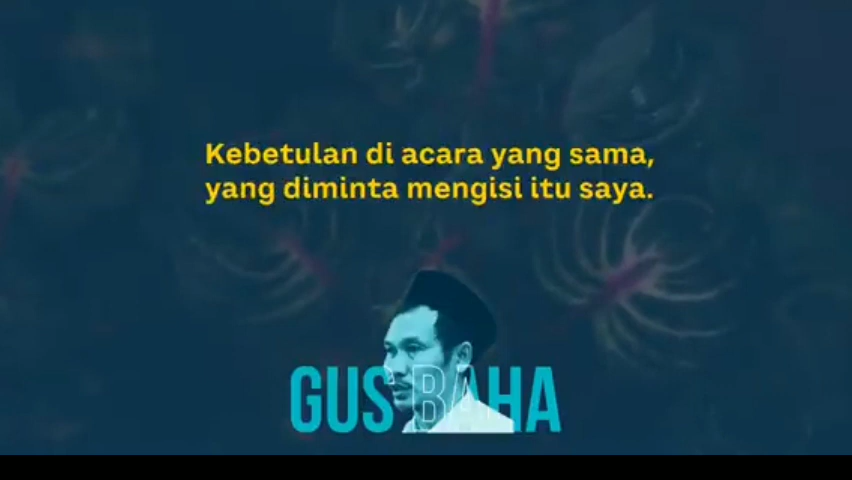 Kebetulan di acara yang sama,
yang diminta mengisi itu saya.
GUS BAHA